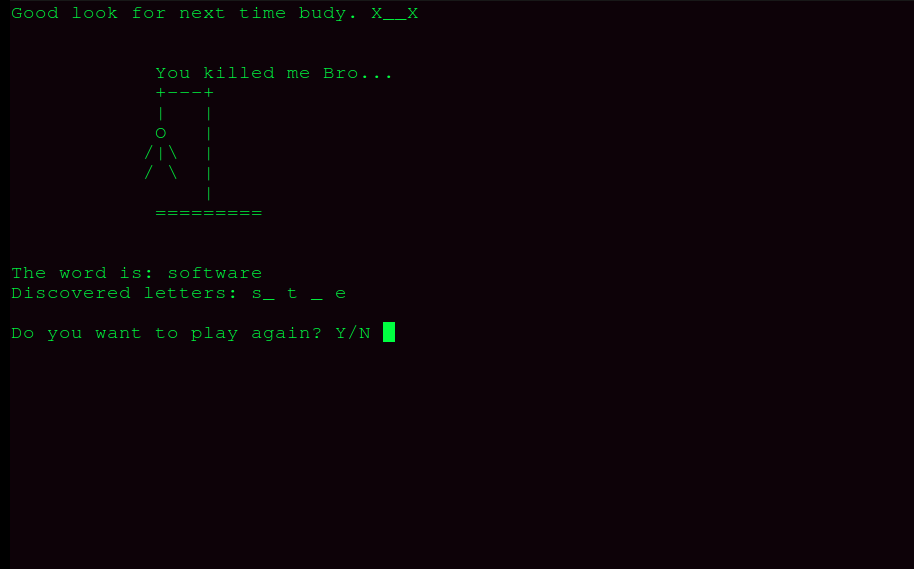 Good look for next time budy. X__X
You killed me Bro...
+---+
|   |
O   |
/|\  |
/ \  |
|
=========
The word is: software
Discovered letters: s_ t _ e
Do you want to play again? Y/N